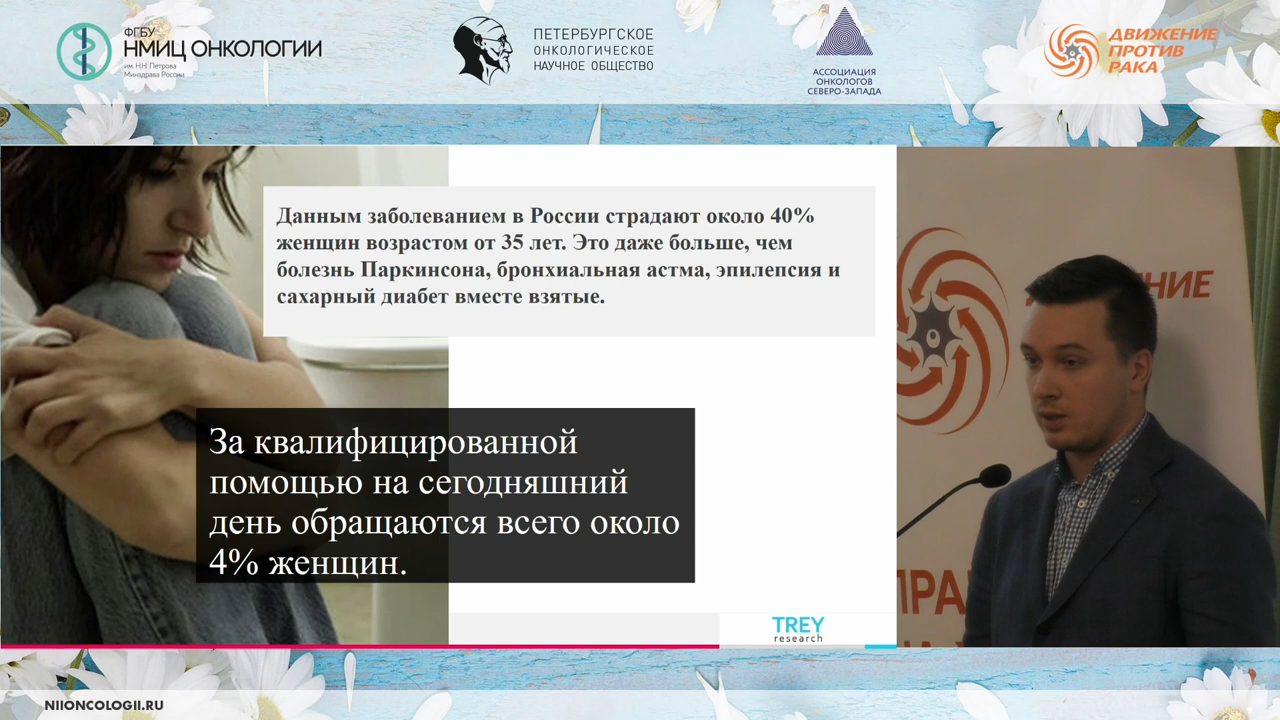 ФГБУ
НМИЦ ОНКОЛОГИИ
им. Н.Н. Петрова
Минздрава России
ПЕТЕРБУРГСКОЕ
ОНКОЛОГИЧЕСКОЕ
НАУЧНОЕ ОБЩЕСТВО
АССОЦИАЦИЯ
ОНКОЛОГОВ
СЕВЕРО-ЗАПАДА
ДВИЖЕНИЕ
ПРОТИВ
РАКА
Данным заболеванием в России страдают около 40%
женщин возрастом от 35 лет. Это даже больше, чем
болезнь Паркинсона, бронхиальная астма, эпилепсия и
сахарный диабет вместе взятые.
За квалифицированной
помощью на сегодняшний
день обращаются всего около
4% женщин.
TREY
research
NIIONCOLOGII.RU